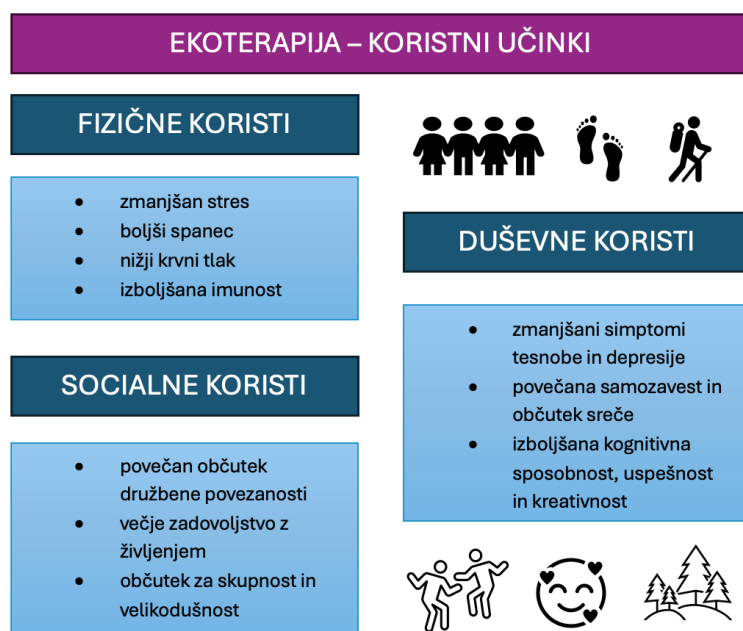 EKOTERAPIJA – KORISTNI UČINKI
FIZIČNE KORISTI
• zmanjšan stres
• boljši spanec
• nižji krvni tlak
• izboljšana imunost
SOCIALNE KORISTI
• povečan občutek
družbene povezanosti
• večje zadovoljstvo z
življenjem
• občutek za skupnost in
velikodušnost
DUŠEVNE KORISTI
• zmanjšani simptomi
tesnobe in depresije
• povečana samozavest in
občutek sreče
• izboljšana kognitivna
sposobnost, uspešnost
in kreativnost